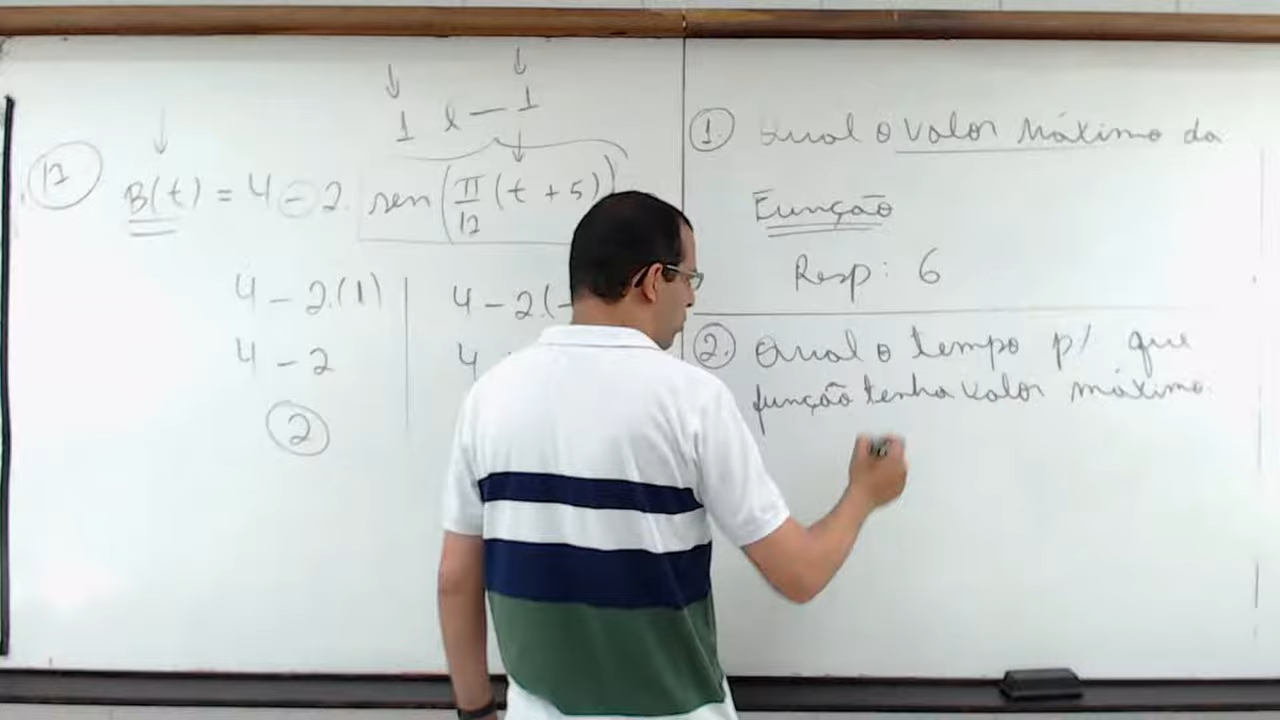 1 e — 1
17 B(t) = 4 - 2. sen(π/12 (t + 5))
4 - 2.(1)
4 - 2
2
4 - 2.(-
4
1. Qual o valor máximo da
Função
Resp: 6
2. Qual o tempo p/ que
função tenha valor máximo.